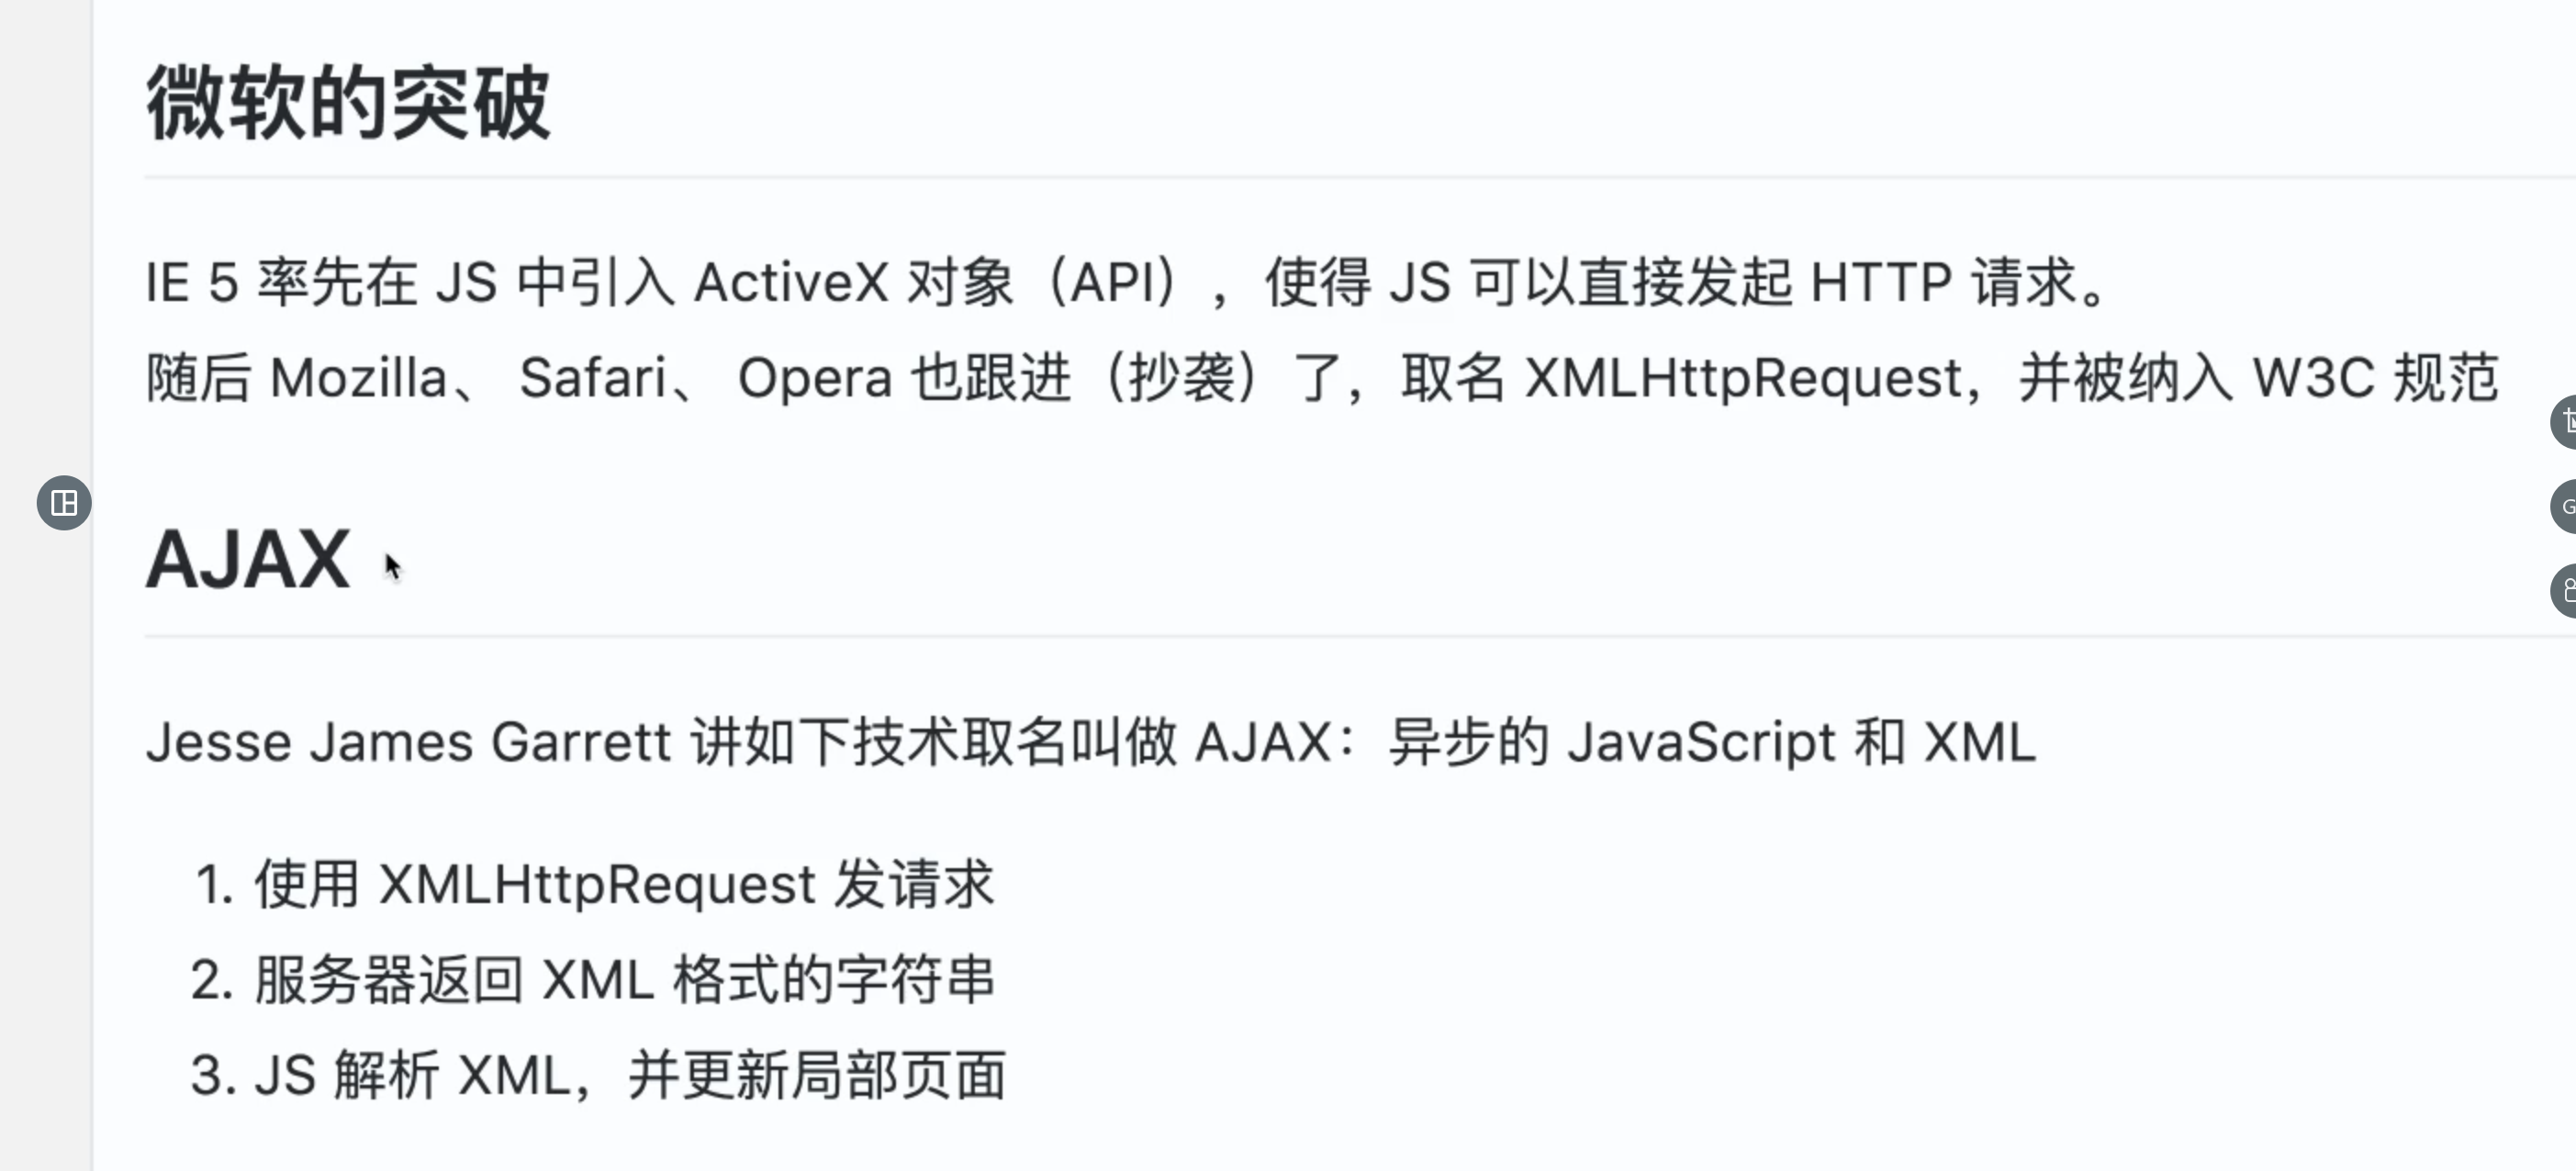 微软的突破
IE 5 率先在 JS 中引入 ActiveX 对象（API），使得 JS 可以直接发起 HTTP 请求。
随后 Mozilla、 Safari、 Opera 也跟进（抄袭）了，取名 XMLHttpRequest，并被纳入 W3C 规范
AJAX
Jesse James Garrett 讲如下技术取名叫做 AJAX：异步的 JavaScript 和 XML
1. 使用 XMLHttpRequest 发请求
2. 服务器返回 XML 格式的字符串
3. JS 解析 XML，并更新局部页面